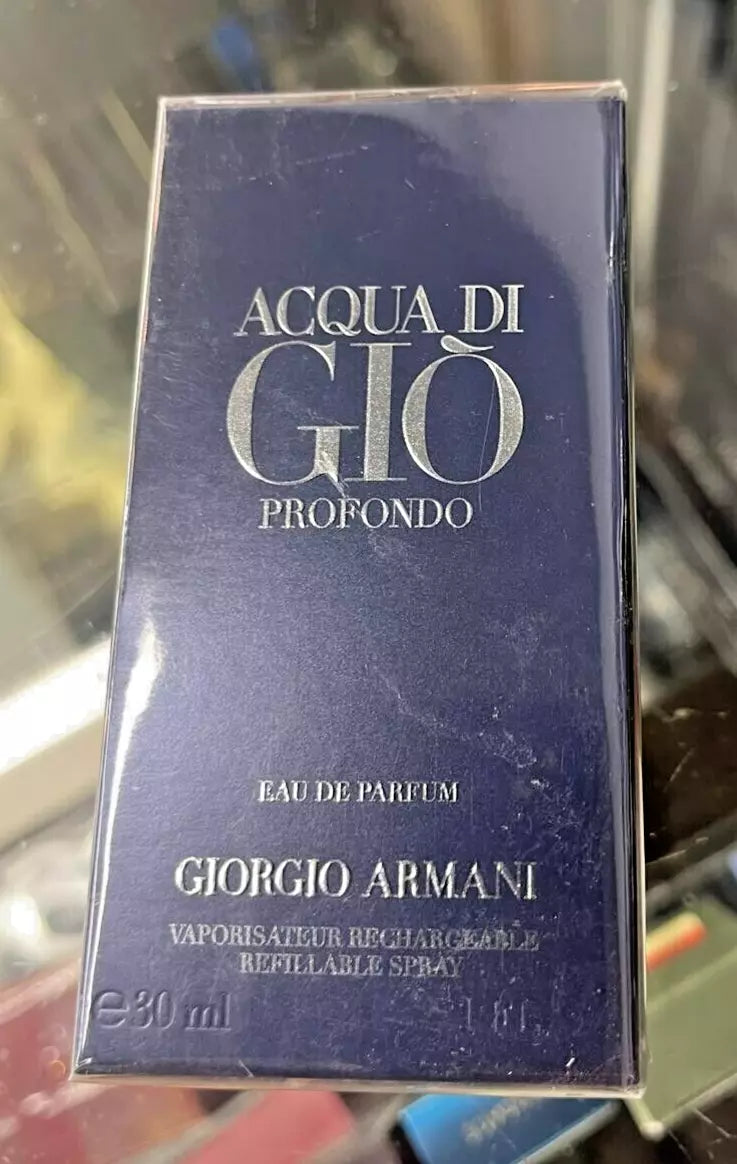 ACQUA DI
GIÒ
PROFONDO
EAU DE PARFUM
GIORGIO ARMANI
VAPORISATEUR RECHARGEABLE
REFILLABLE SPRAY
℮30 ml